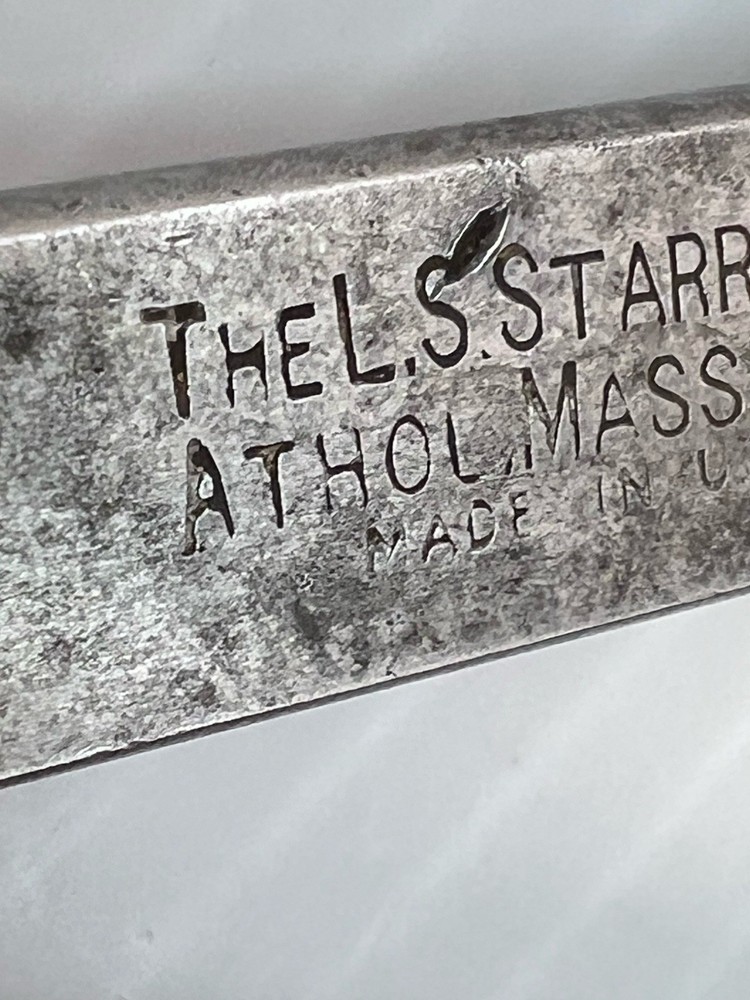 THE L.S. STARR
ATHOL, MASS
MADE IN U.